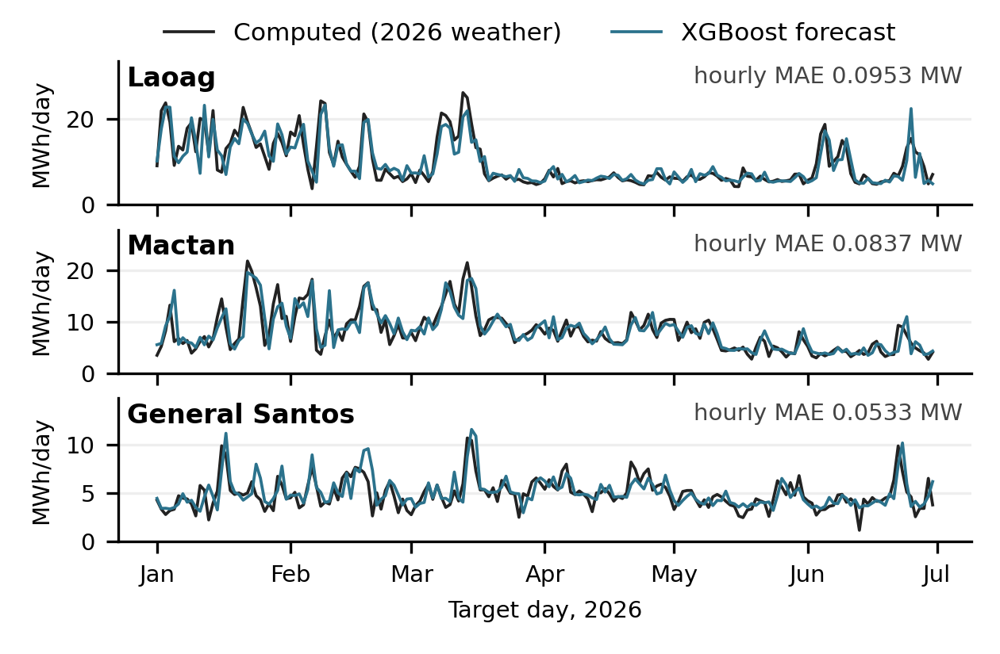 Computed (2026 weather) XGBoost forecast
Laoag hourly MAE 0.0953 MW
MWh/day
20
0
Mactan hourly MAE 0.0837 MW
MWh/day
20
10
0
General Santos hourly MAE 0.0533 MW
MWh/day
10
5
0
Jan Feb Mar Apr May Jun Jul
Target day, 2026